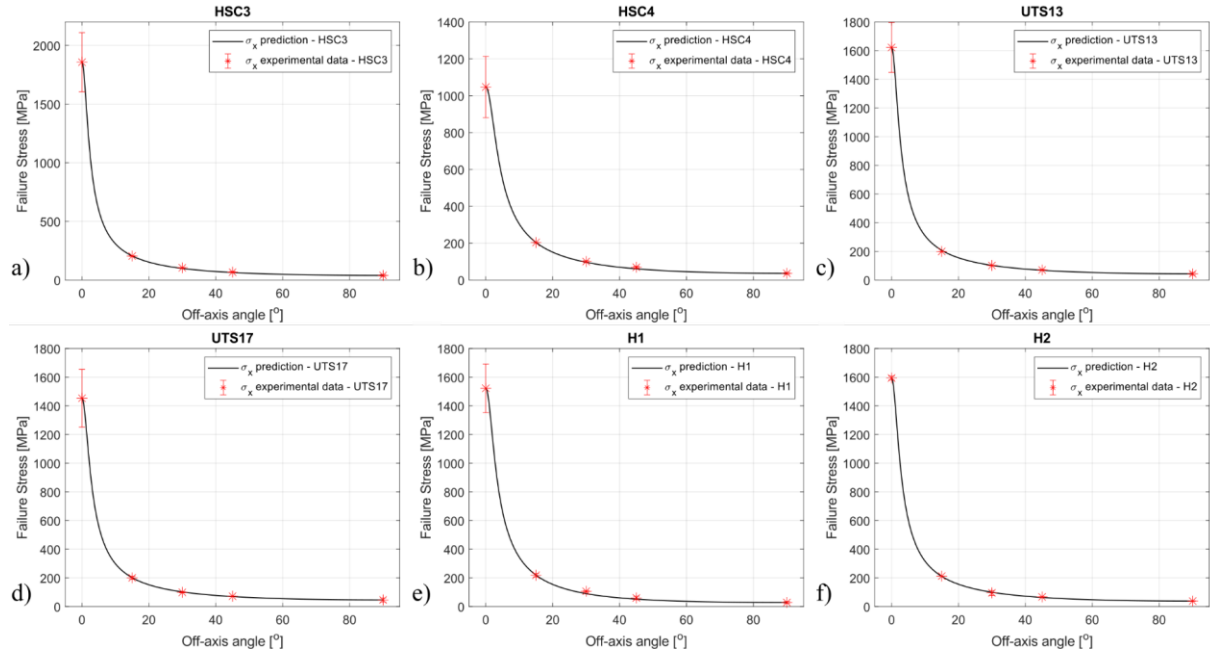 HSC3
2000
1500
1000
500
0
Failure Stress [MPa]
σx prediction - HSC3
σx experimental data - HSC3
a)
0 20 40 60 80
Off-axis angle [o]
HSC4
1400
1200
1000
800
600
400
200
0
Failure Stress [MPa]
σx prediction - HSC4
σx experimental data - HSC4
b)
0 20 40 60 80
Off-axis angle [o]
UTS13
1800
1600
1400
1200
1000
800
600
400
200
0
Failure Stress [MPa]
σx prediction - UTS13
σx experimental data - UTS13
c)
0 20 40 60 80
Off-axis angle [o]
UTS17
1800
1600
1400
1200
1000
800
600
400
200
0
Failure Stress [MPa]
σx prediction - UTS17
σx experimental data - UTS17
d)
0 20 40 60 80
Off-axis angle [o]
H1
1800
1600
1400
1200
1000
800
600
400
200
0
Failure Stress [MPa]
σx prediction - H1
σx experimental data - H1
e)
0 20 40 60 80
Off-axis angle [o]
H2
1800
1600
1400
1200
1000
800
600
400
200
0
Failure Stress [MPa]
σx prediction - H2
σx experimental data - H2
f)
0 20 40 60 80
Off-axis angle [o]